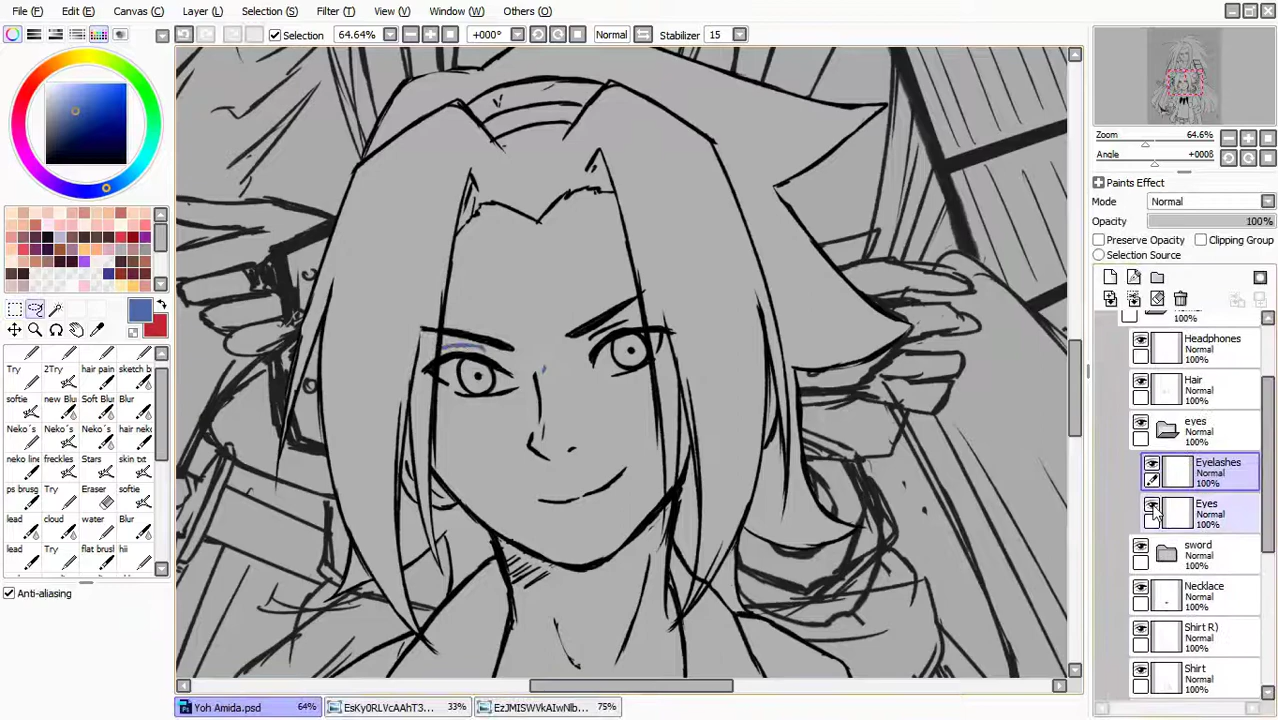 File (F) Edit (E) Canvas (C) Layer (L) Selection (S) Filter (T) View (V) Window (W) Others (O)
Selection 64.64% +000° Normal Stabilizer 15
Zoom 64.6%
Angle +0008
Paints Effect
Mode Normal
Opacity 100%
Preserve Opacity Clipping Group
Selection Source
100%
Headphones
Normal
100%
Hair
Normal
100%
eyes
Normal
100%
Eyelashes
Normal
100%
Eyes
Normal
100%
sword
Normal
100%
Necklace
Normal
100%
Shirt R)
Normal
100%
Shirt
Normal
100%
Try 2Try hair pain sketch b
softie new Blu Soft Blu Blur
Neko´s Neko´s Neko´s hair neko
neko line freckles Stars skin txt
ps brusg Try Eraser softie
lead cloud water Blur
lead Try flat brusl hii
Anti-aliasing
Yoh Amida.psd 64% EsKy0RLVcAAhT3... 33% EzJMISWVkAIwNlb... 75%